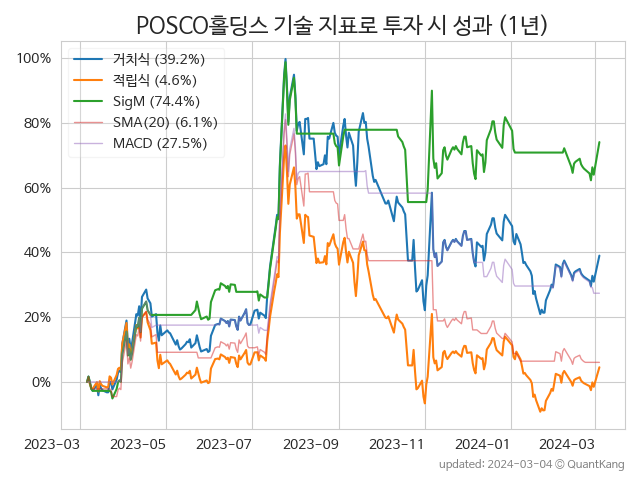 POSCO홀딩스 기술 지표로 투자 시 성과 (1년)
거치식 (39.2%)
적립식 (4.6%)
SigM (74.4%)
SMA(20) (6.1%)
MACD (27.5%)
100%
80%
60%
40%
20%
0%
2023-03 2023-05 2023-07 2023-09 2023-11 2024-01 2024-03
updated: 2024-03-04 © QuantKang